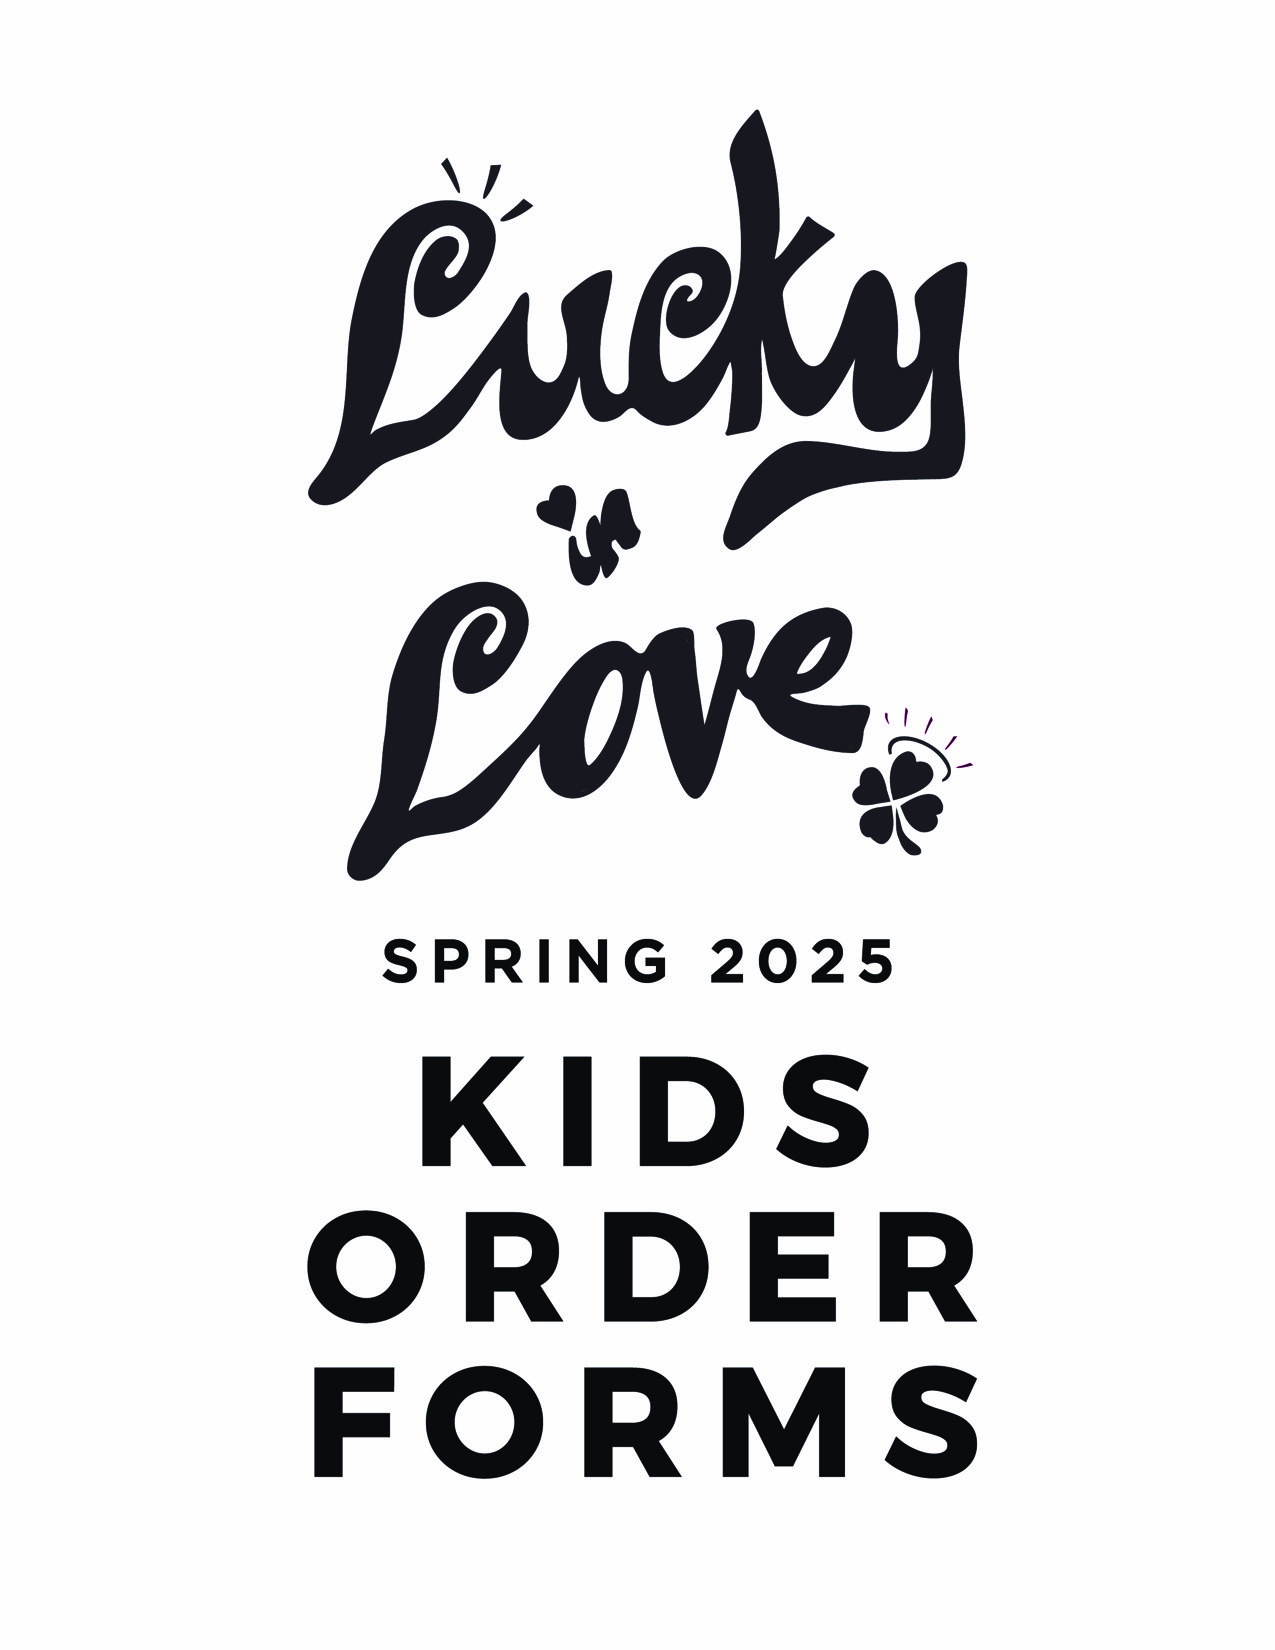 Lucky
in
Love
SPRING 2025
KIDS
ORDER
FORMS